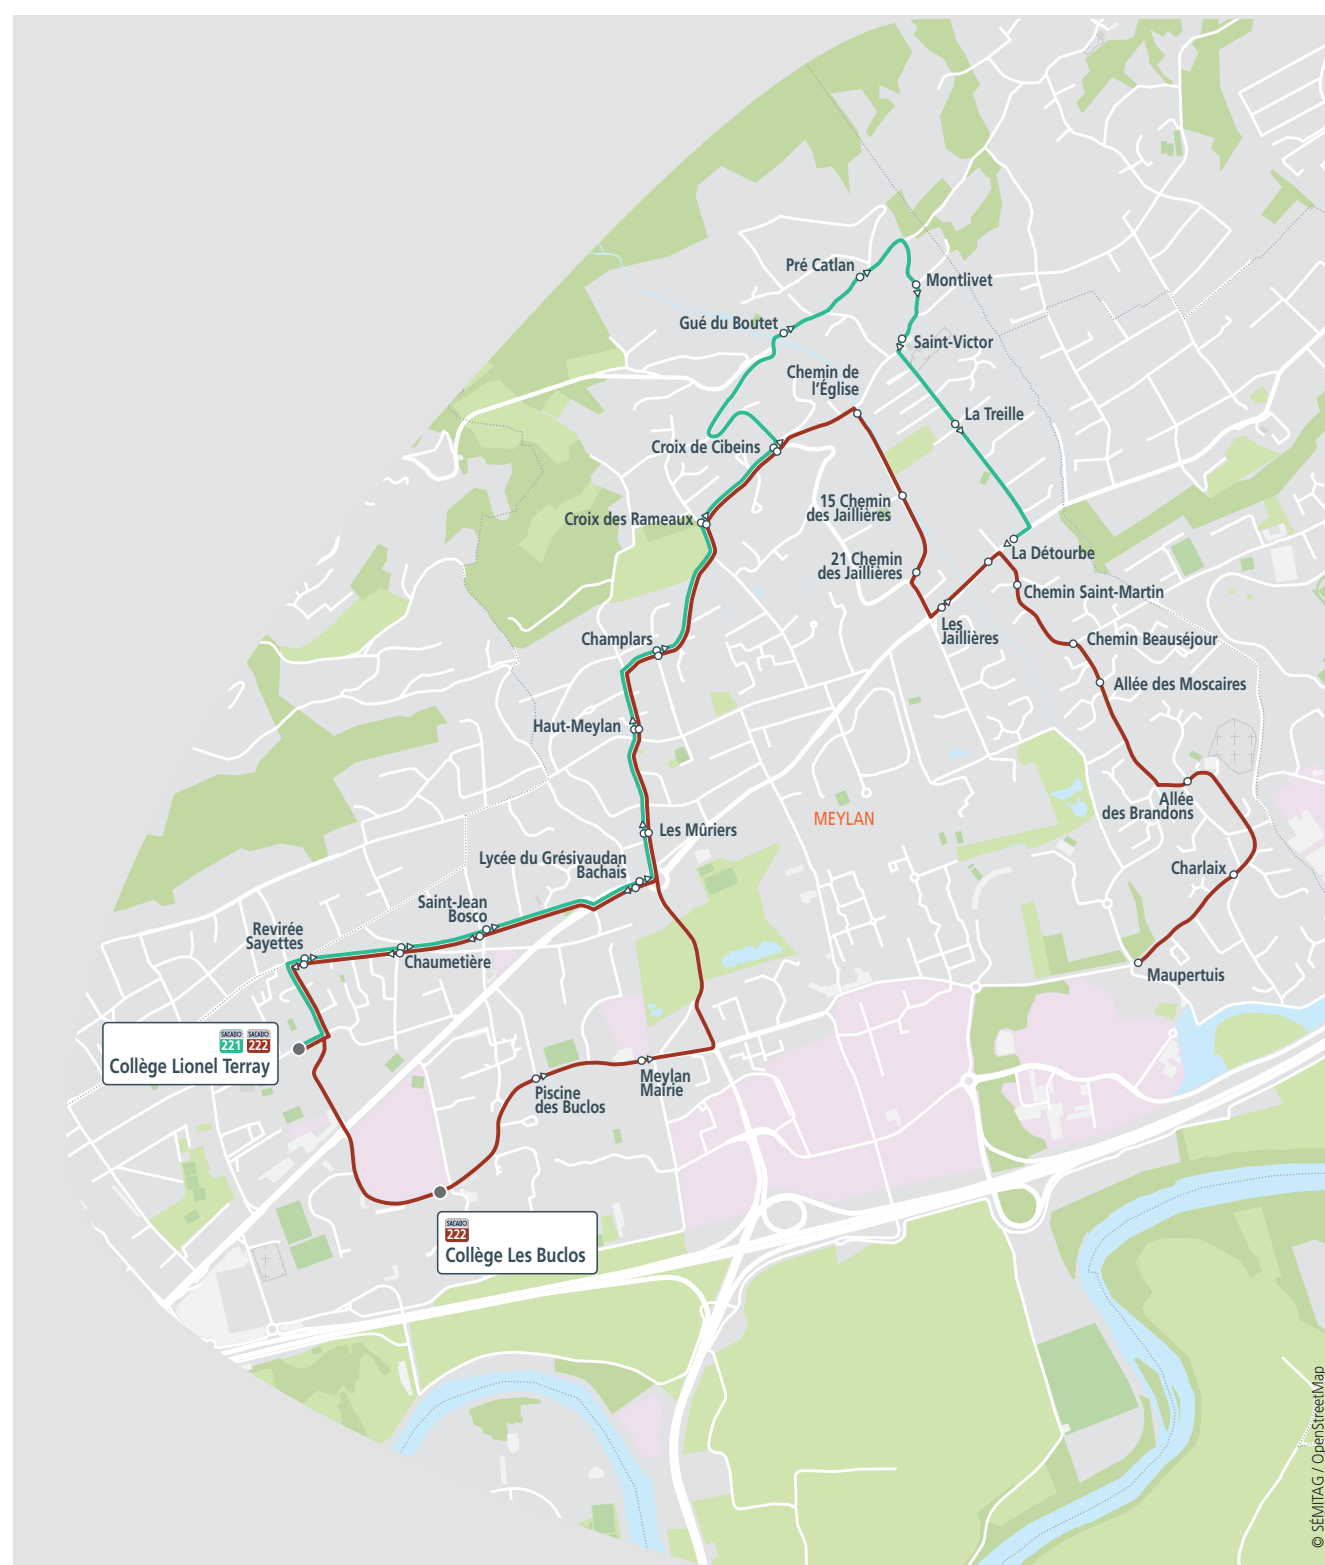 Pré Catlan
Montlivet
Gué du Boutet
Saint-Victor
Chemin de
l'Église
La Treille
Croix de Cibeins
15 Chemin
des Jaillières
Croix des Rameaux
La Détourbe
21 Chemin
des Jaillières
Chemin Saint-Martin
Les
Jaillières
Champlars
Chemin Beauséjour
Allée des Moscaires
Haut-Meylan
Allée
des Brandons
MEYLAN
Les Mûriers
Lycée du Grésivaudan
Bachais
Charlaix
Saint-Jean
Bosco
Revirée
Sayettes
Chaumetière
Maupertuis
SACADO SACADO
221 222
Collège Lionel Terray
Meylan
Mairie
Piscine
des Buclos
SACADO
222
Collège Les Buclos
© SÉMITAG / OpenStreetMap